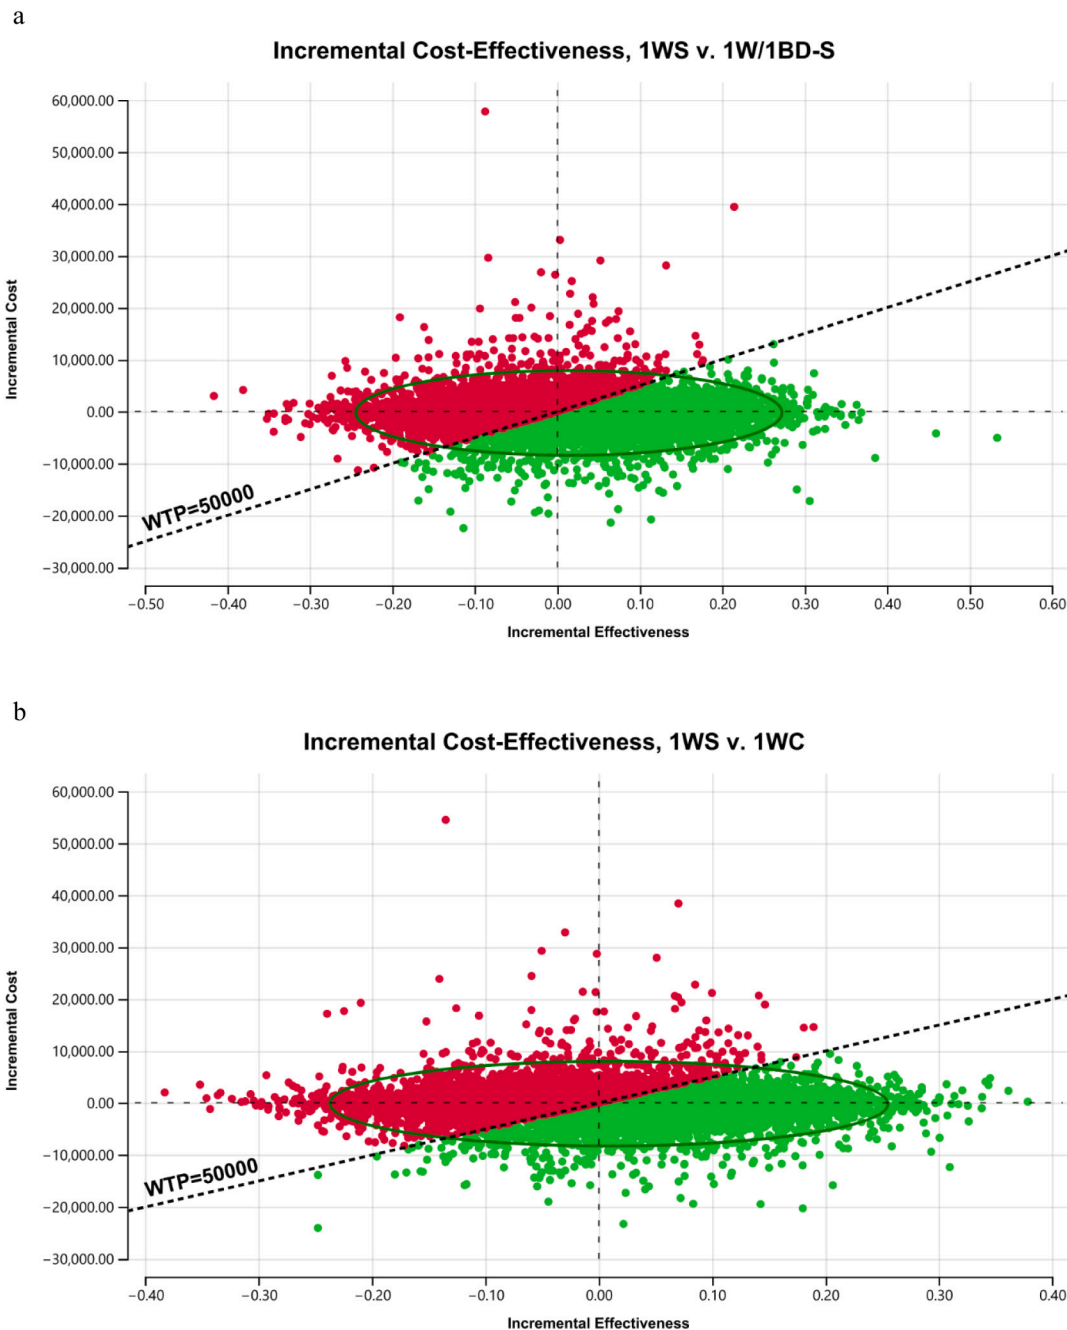 a
Incremental Cost-Effectiveness, 1WS v. 1W/1BD-S
60,000.00
50,000.00
40,000.00
30,000.00
20,000.00
10,000.00
0.00
−10,000.00
−20,000.00
−30,000.00
Incremental Cost
WTP=50000
−0.50 −0.40 −0.30 −0.20 −0.10 0.00 0.10 0.20 0.30 0.40 0.50 0.60
Incremental Effectiveness
b
Incremental Cost-Effectiveness, 1WS v. 1WC
60,000.00
50,000.00
40,000.00
30,000.00
20,000.00
10,000.00
0.00
−10,000.00
−20,000.00
−30,000.00
Incremental Cost
WTP=50000
−0.40 −0.30 −0.20 −0.10 0.00 0.10 0.20 0.30 0.40
Incremental Effectiveness